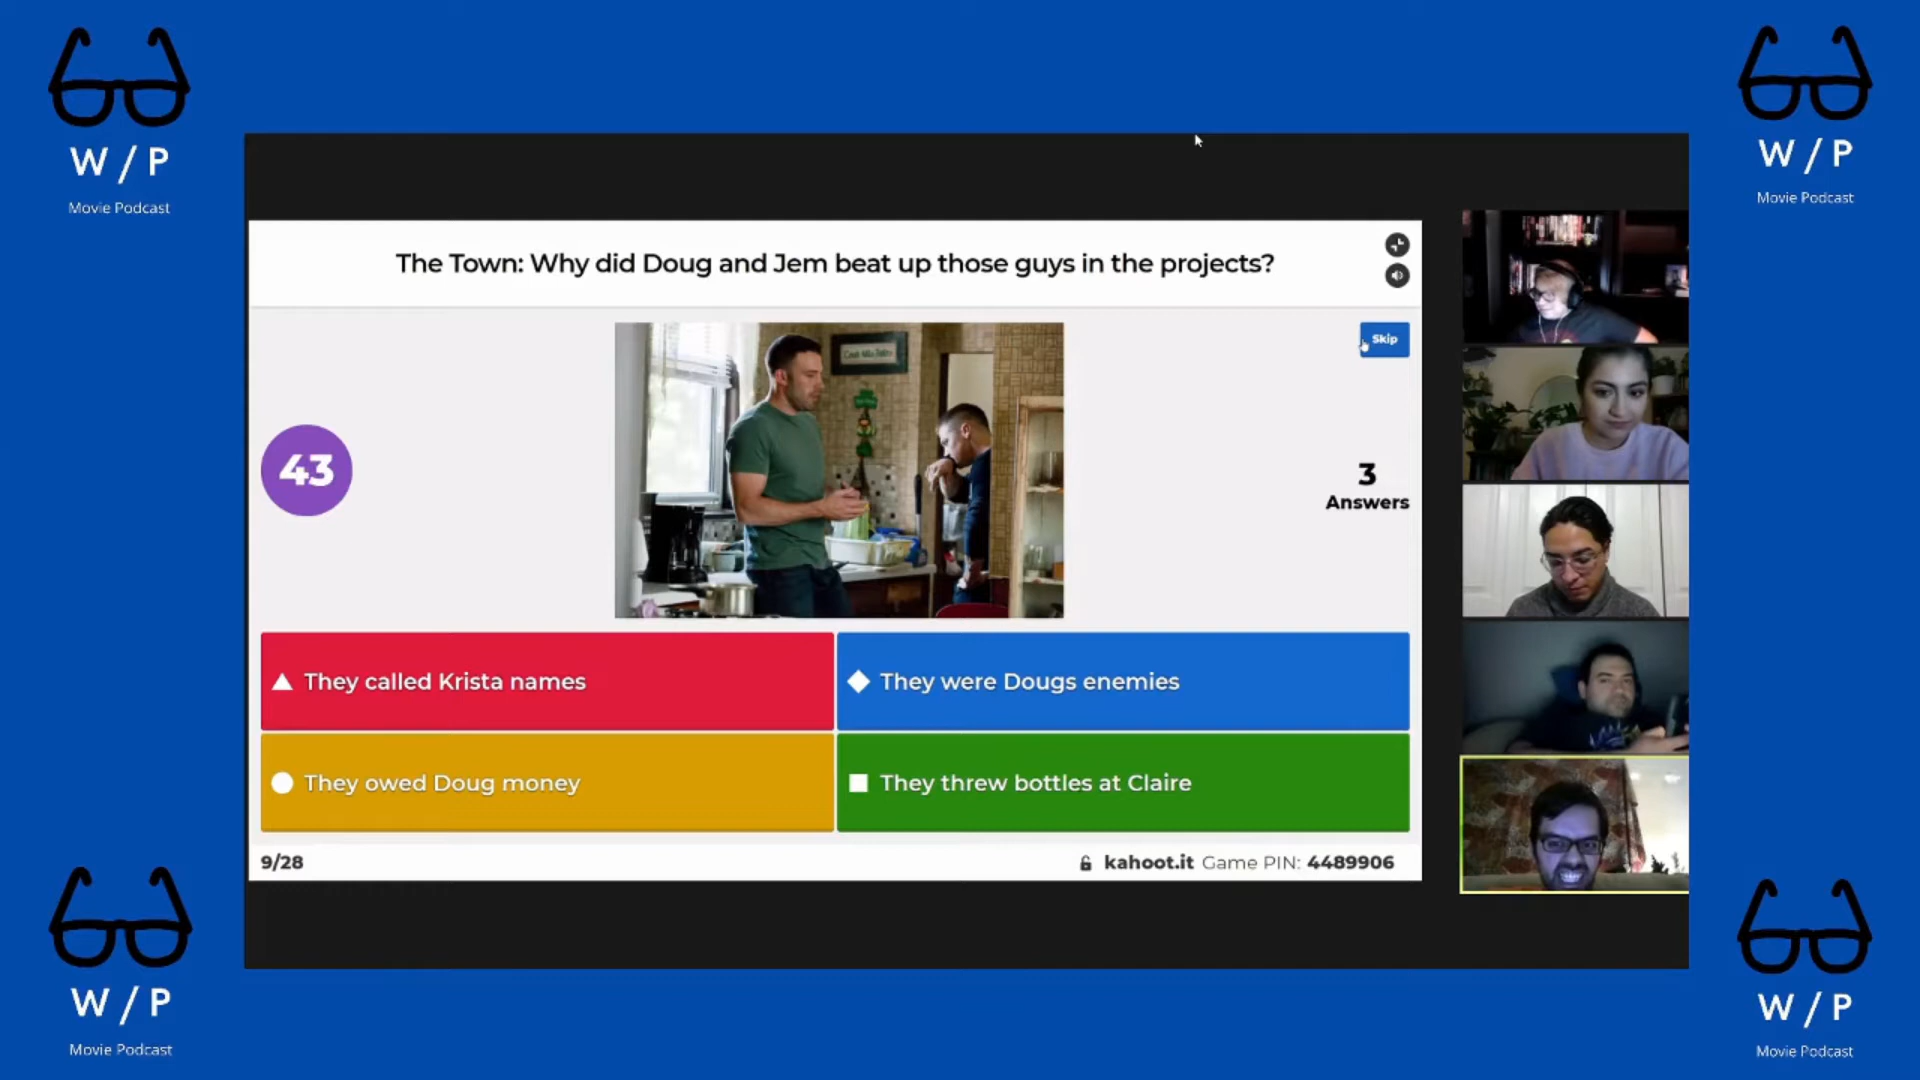 W / P
Movie Podcast
W / P
Movie Podcast
The Town: Why did Doug and Jem beat up those guys in the projects?
Skip
43
3
Answers
They called Krista names
They were Dougs enemies
They owed Doug money
They threw bottles at Claire
9/28
kahoot.it Game PIN: 4489906
W / P
Movie Podcast
W / P
Movie Podcast